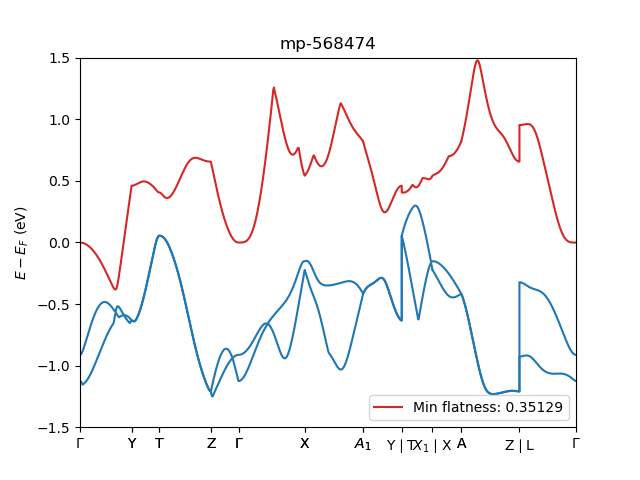 mp-568474
E − E_F (eV)
1.5
1.0
0.5
0.0
−0.5
−1.0
−1.5
Min flatness: 0.35129
Γ Y T Z Γ X A₁ Y | T X₁ | X A Z | L Γ